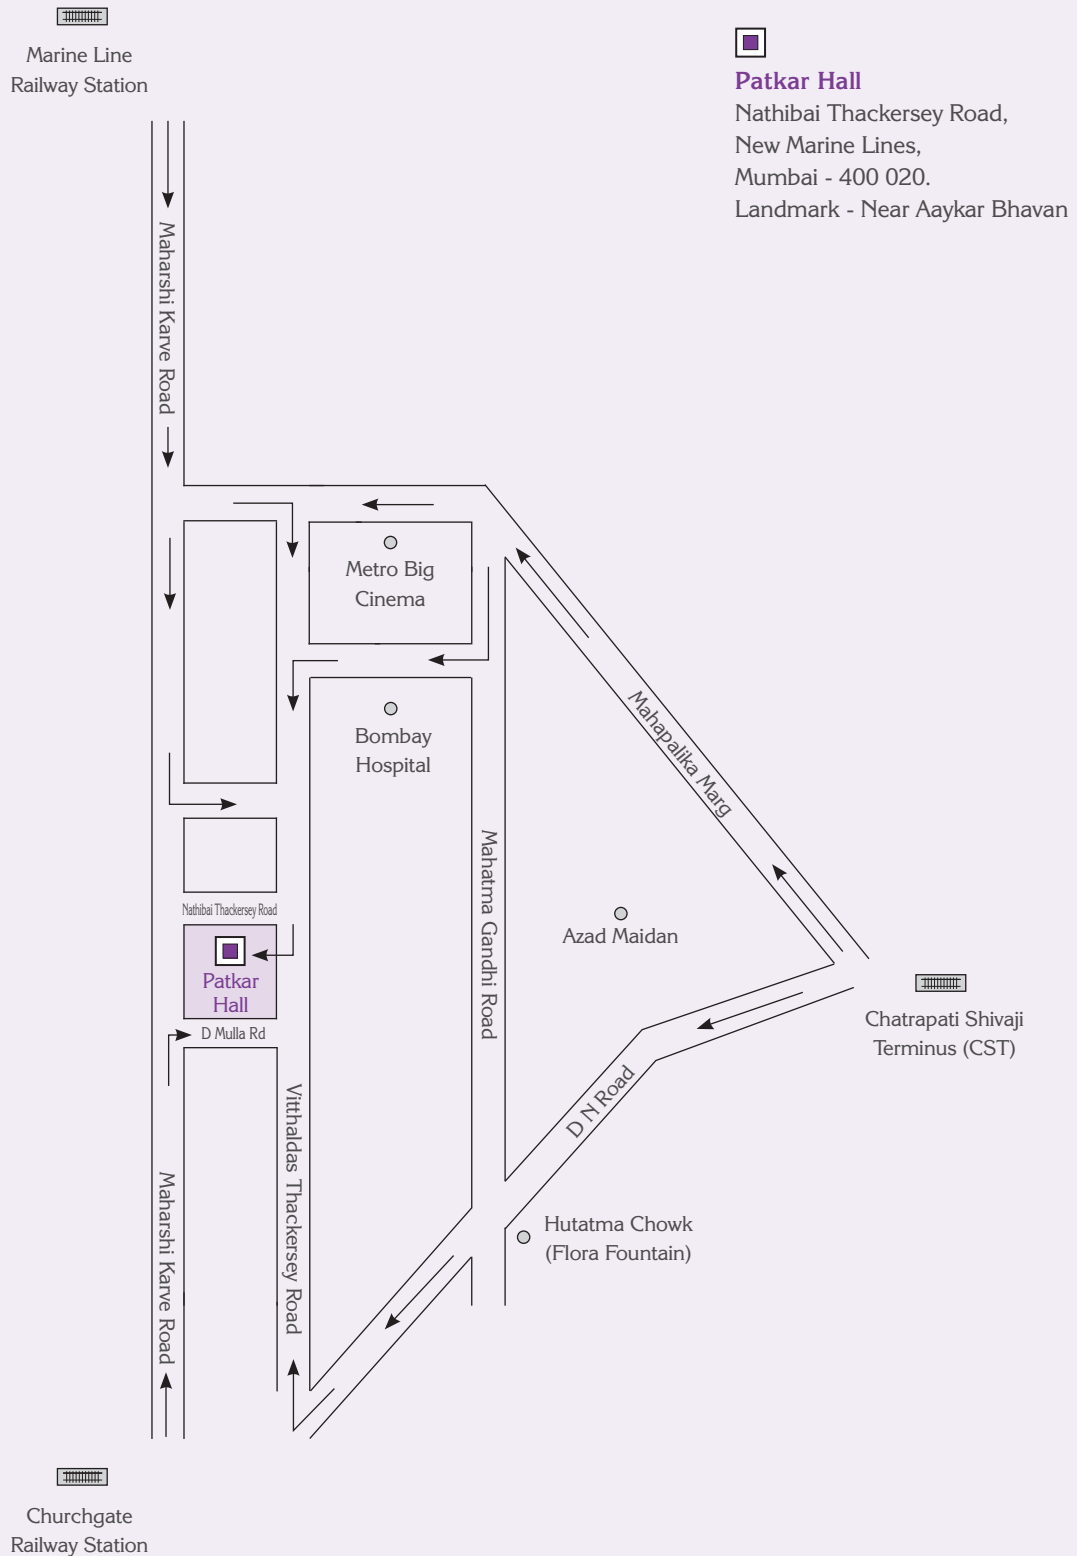 Marine Line
Railway Station
Patkar Hall
Nathibai Thackersey Road,
New Marine Lines,
Mumbai - 400 020.
Landmark - Near Aaykar Bhavan
Maharshi Karve Road
Metro Big
Cinema
Mahapalika Marg
Bombay
Hospital
Mahatma Gandhi Road
Nathibai Thackersey Road
Azad Maidan
Patkar
Hall
Chatrapati Shivaji
Terminus (CST)
D Mulla Rd
D N Road
Vitthaldas Thackersey Road
Maharshi Karve Road
Hutatma Chowk
(Flora Fountain)
Churchgate
Railway Station